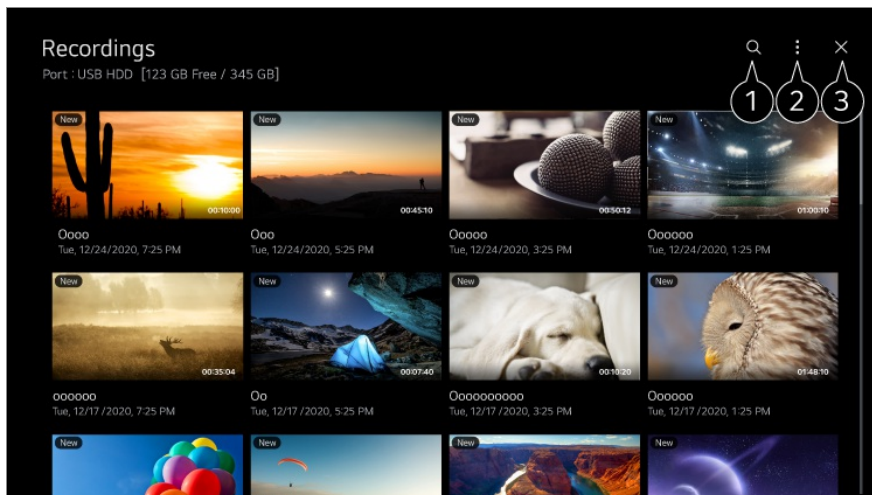 Recordings
Port : USB HDD [123 GB Free / 345 GB]
1 2 3
New New New New
00:10:00 00:45:10 00:50:12 01:00:10
Oooo Ooo Ooooo Oooooo
Tue, 12/24/2020, 7:25 PM Tue, 12/24/2020, 5:25 PM Tue, 12/24/2020, 3:25 PM Tue, 12/24/2020, 1:25 PM
New New New New
00:35:04 00:07:40 00:10:20 01:48:10
oooooo Oo Oooooooooo Oooooo
Tue, 12/17 /2020, 7:25 PM Tue, 12/17 /2020, 5:25 PM Tue, 12/17 /2020, 3:25 PM Tue, 12/17 /2020, 1:25 PM
New New New New